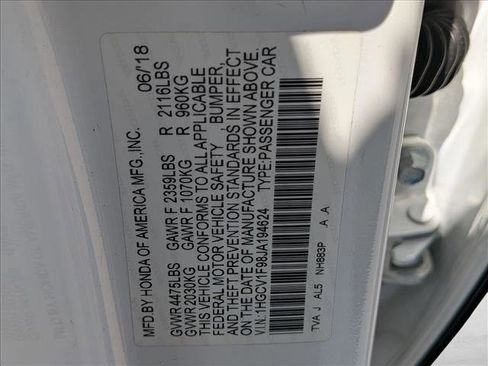 MFD.BY HONDA OF AMERICA MFG.,INC. 06/18
GVWR 4475LBS GAWR F 2359LBS R 2116LBS
GVWR 2030KG GAWR F 1070KG R 960KG
THIS VEHICLE CONFORMS TO ALL APPLICABLE
FEDERAL MOTOR VEHICLE SAFETY, BUMPER,
AND THEFT PREVENTION STANDARDS IN EFFECT
ON THE DATE OF MANUFACTURE SHOWN ABOVE.
V.I.N.:1HGCV1F98JA194624 TYPE:PASSENGER CAR
TVA J AL5 NH883P .A .A